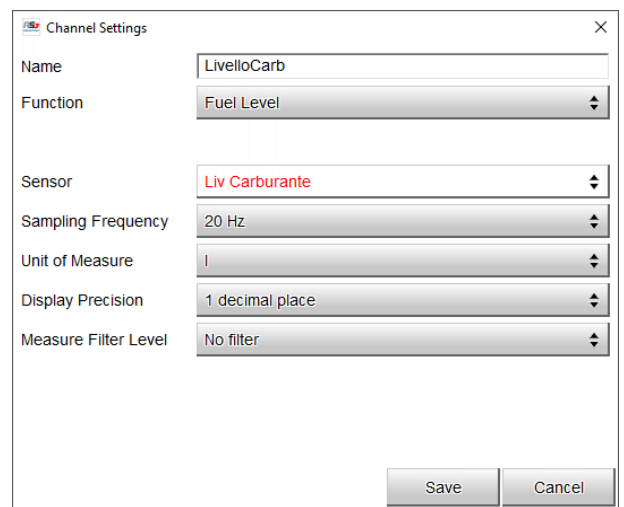 Channel Settings
Name LivelloCarb
Function Fuel Level
Sensor Liv Carburante
Sampling Frequency 20 Hz
Unit of Measure l
Display Precision 1 decimal place
Measure Filter Level No filter
Save Cancel